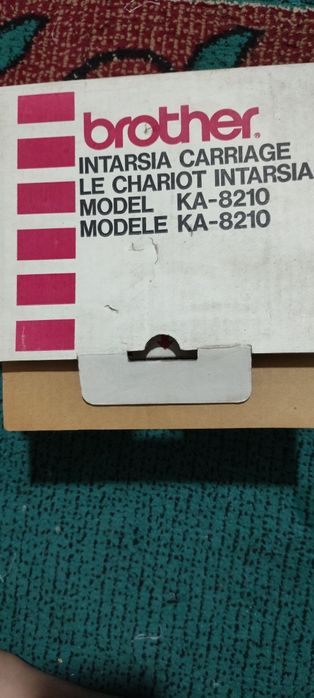 brother®
INTARSIA CARRIAGE
LE CHARIOT INTARSIA
MODEL KA-8210
MODELE KA-8210